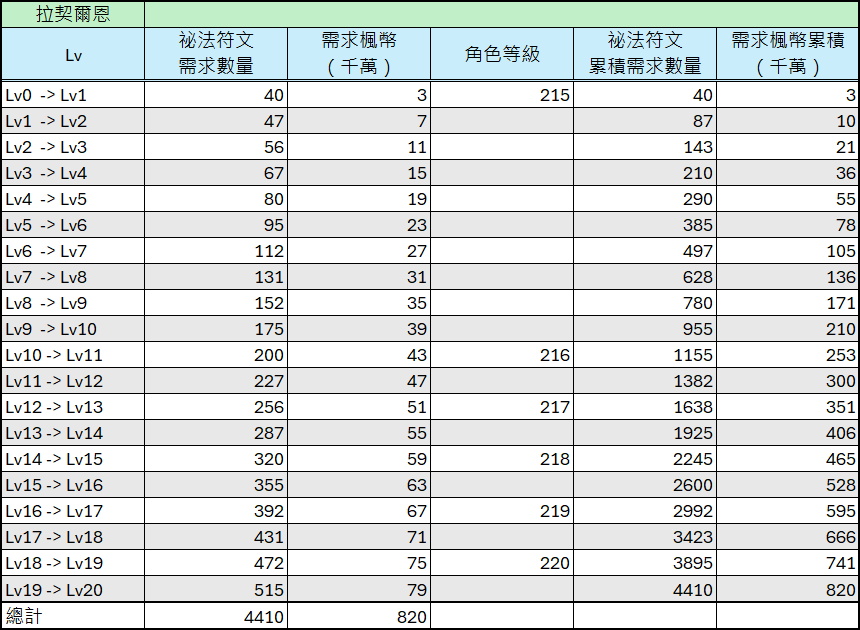 拉契爾恩
Lv 祕法符文需求數量 需求楓幣（千萬） 角色等級 祕法符文累積需求數量 需求楓幣累積（千萬）
Lv0 -> Lv1 40 3 215 40 3
Lv1 -> Lv2 47 7 87 10
Lv2 -> Lv3 56 11 143 21
Lv3 -> Lv4 67 15 210 36
Lv4 -> Lv5 80 19 290 55
Lv5 -> Lv6 95 23 385 78
Lv6 -> Lv7 112 27 497 105
Lv7 -> Lv8 131 31 628 136
Lv8 -> Lv9 152 35 780 171
Lv9 -> Lv10 175 39 955 210
Lv10 -> Lv11 200 43 216 1155 253
Lv11 -> Lv12 227 47 1382 300
Lv12 -> Lv13 256 51 217 1638 351
Lv13 -> Lv14 287 55 1925 406
Lv14 -> Lv15 320 59 218 2245 465
Lv15 -> Lv16 355 63 2600 528
Lv16 -> Lv17 392 67 219 2992 595
Lv17 -> Lv18 431 71 3423 666
Lv18 -> Lv19 472 75 220 3895 741
Lv19 -> Lv20 515 79 4410 820
總計 4410 820